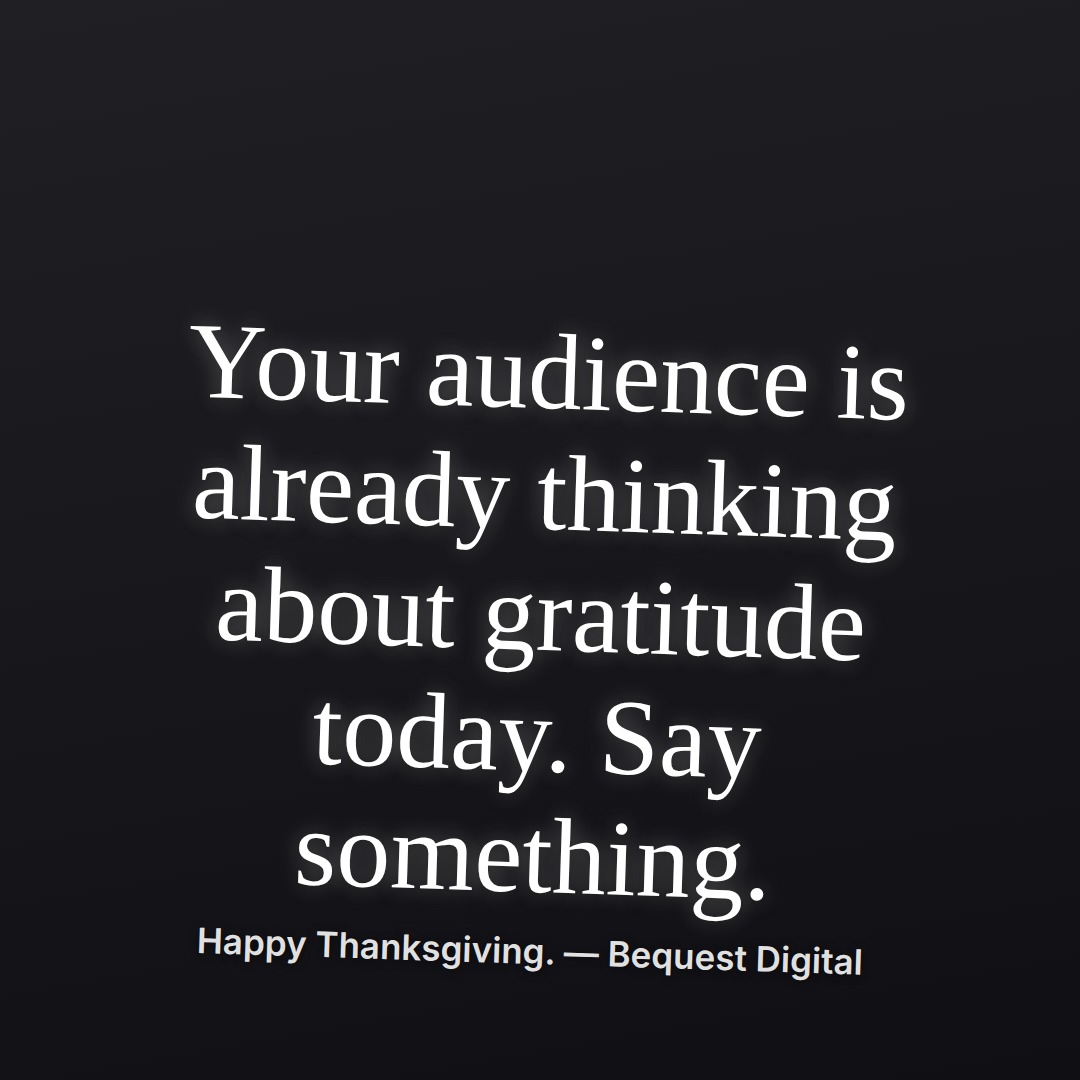 Your audience is
already thinking
about gratitude
today. Say
something.
Happy Thanksgiving. — Bequest Digital